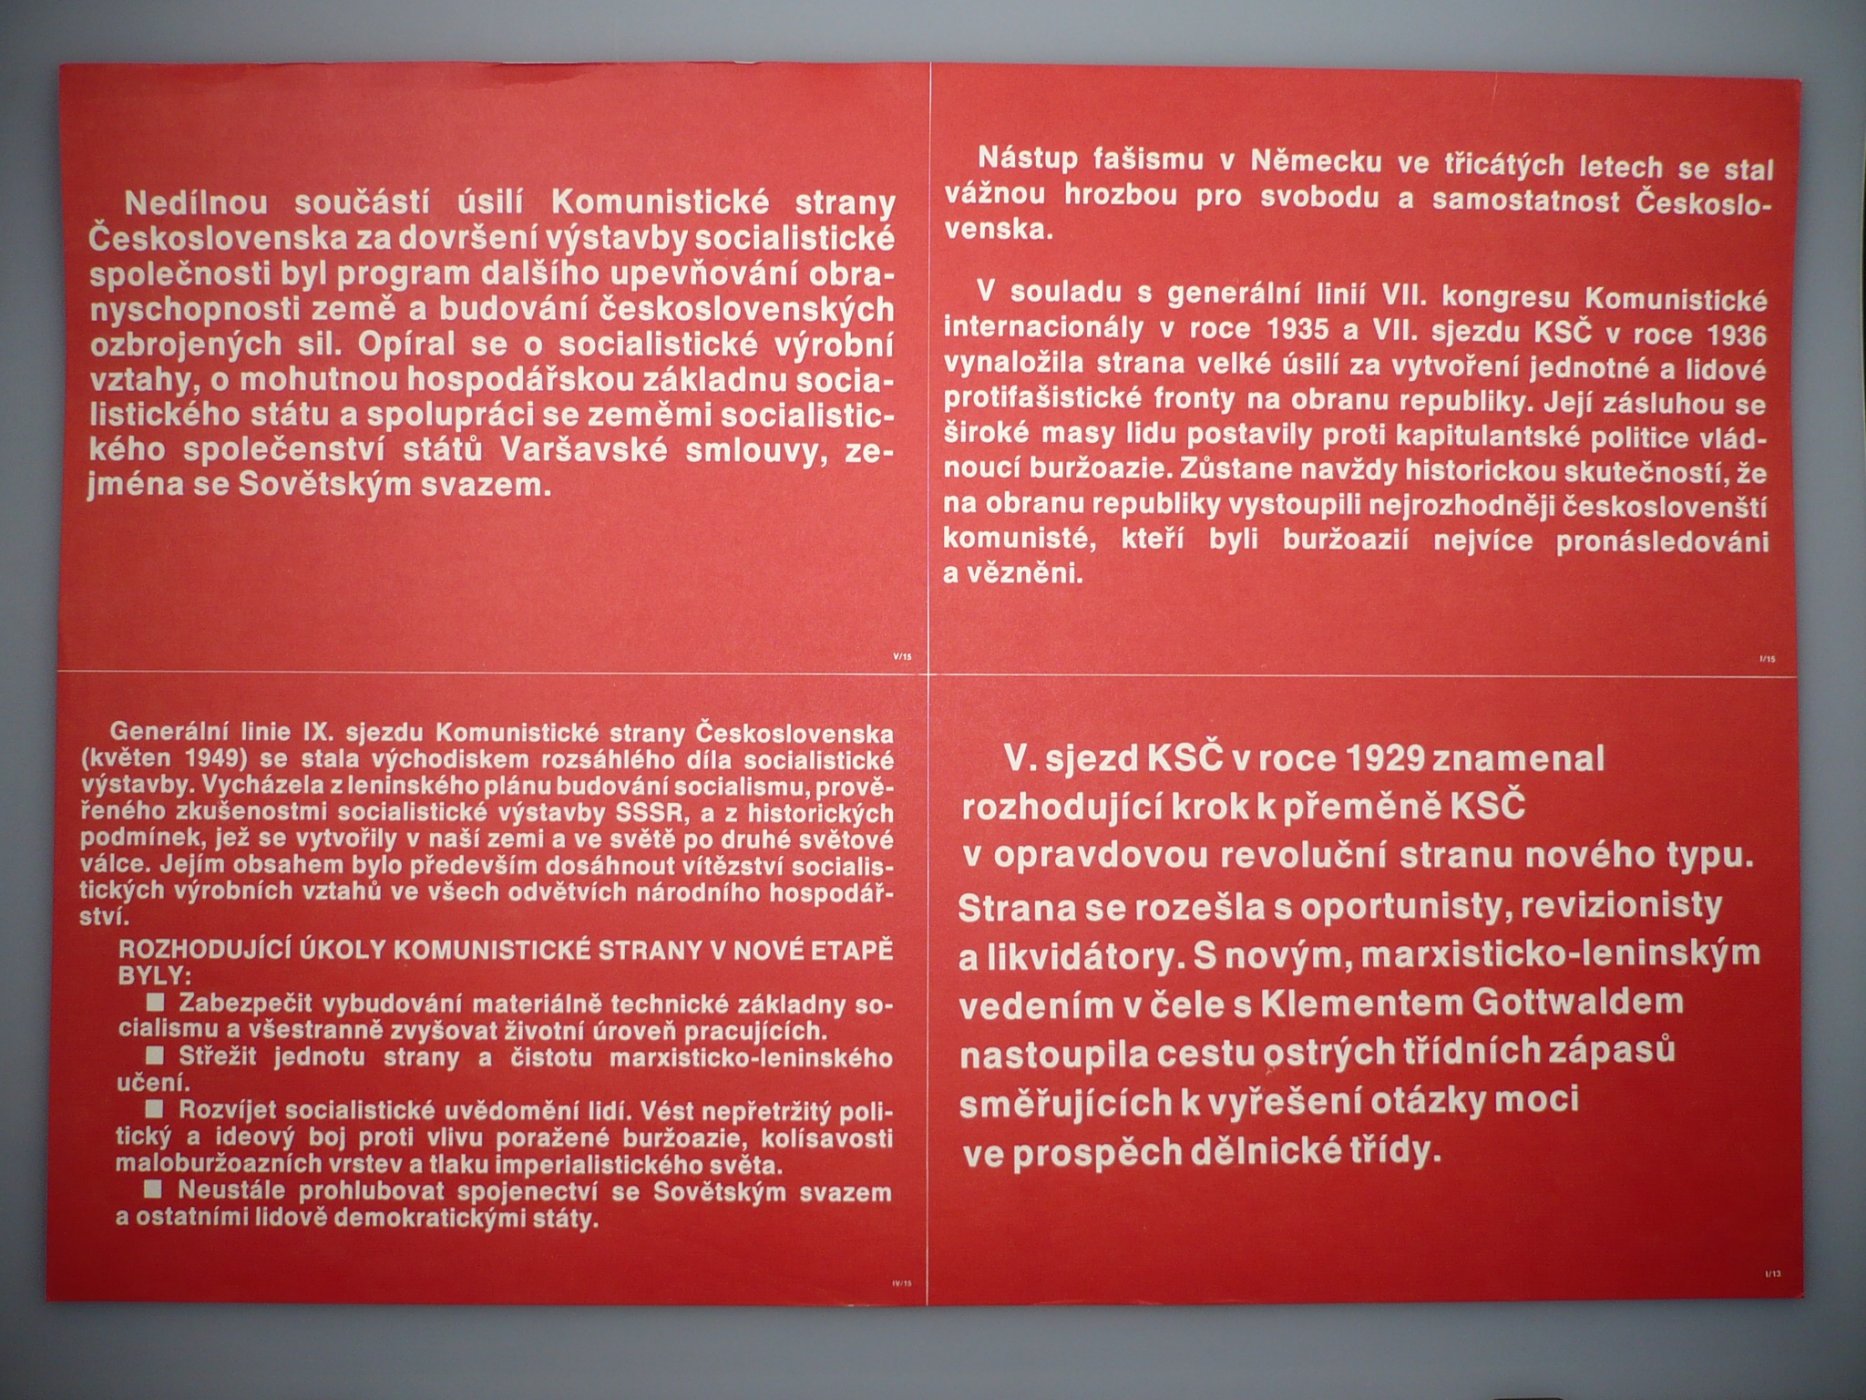 Nedílnou součástí úsilí Komunistické strany
Československa za dovršení výstavby socialistické
společnosti byl program dalšího upevňování obra-
nyschopnosti země a budování československých
ozbrojených sil. Opíral se o socialistické výrobní
vztahy, o mohutnou hospodářskou základnu socia-
listického státu a spolupráci se zeměmi socialistic-
kého společenství států Varšavské smlouvy, ze-
jména se Sovětským svazem.
V/15
Nástup fašismu v Německu ve třicátých letech se stal
vážnou hrozbou pro svobodu a samostatnost Českoslo-
venska.
V souladu s generální linií VII. kongresu Komunistické
internacionály v roce 1935 a VII. sjezdu KSČ v roce 1936
vynaložila strana velké úsilí za vytvoření jednotné a lidové
protifašistické fronty na obranu republiky. Její zásluhou se
široké masy lidu postavily proti kapitulantské politice vlád-
noucí buržoazie. Zůstane navždy historickou skutečností, že
na obranu republiky vystoupili nejrozhodněji českoslovenští
komunisté, kteří byli buržoazií nejvíce pronásledováni
a vězněni.
I/15
Generální linie IX. sjezdu Komunistické strany Československa
(květen 1949) se stala východiskem rozsáhlého díla socialistické
výstavby. Vycházela z leninského plánu budování socialismu, prově-
řeného zkušenostmi socialistické výstavby SSSR, a z historických
podmínek, jež se vytvořily v naší zemi a ve světě po druhé světové
válce. Jejím obsahem bylo především dosáhnout vítězství socialis-
tických výrobních vztahů ve všech odvětvích národního hospodář-
ství.
ROZHODUJÍCÍ ÚKOLY KOMUNISTICKÉ STRANY V NOVÉ ETAPĚ
BYLY:
■ Zabezpečit vybudování materiálně technické základny so-
cialismu a všestranně zvyšovat životní úroveň pracujících.
■ Střežit jednotu strany a čistotu marxisticko-leninského
učení.
■ Rozvíjet socialistické uvědomění lidí. Vést nepřetržitý poli-
tický a ideový boj proti vlivu poražené buržoazie, kolísavosti
maloburžoazních vrstev a tlaku imperialistického světa.
■ Neustále prohlubovat spojenectví se Sovětským svazem
a ostatními lidově demokratickými státy.
IV/15
V. sjezd KSČ v roce 1929 znamenal
rozhodující krok k přeměně KSČ
v opravdovou revoluční stranu nového typu.
Strana se rozešla s oportunisty, revizionisty
a likvidátory. S novým, marxisticko-leninským
vedením v čele s Klementem Gottwaldem
nastoupila cestu ostrých třídních zápasů
směřujících k vyřešení otázky moci
ve prospěch dělnické třídy.
I/13